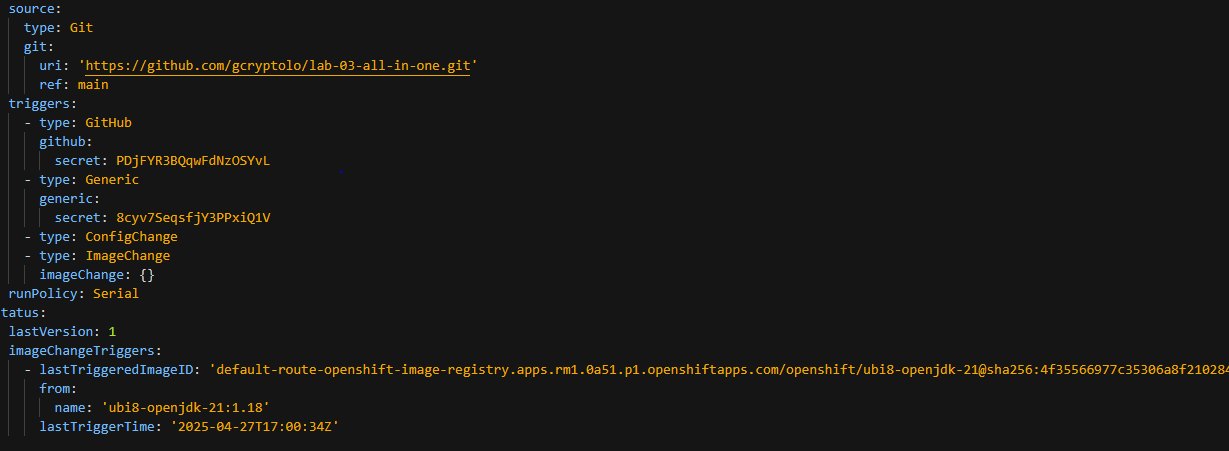 source:
type: Git
git:
uri: 'https://github.com/gcryptolo/lab-03-all-in-one.git'
ref: main
triggers:
- type: GitHub
github:
secret: PDjFYR3BQqwFdNzOSYvL
- type: Generic
generic:
secret: 8cyv7SeqsfjY3PPxiQ1V
- type: ConfigChange
- type: ImageChange
imageChange: {}
runPolicy: Serial
tatus:
lastVersion: 1
imageChangeTriggers:
- lastTriggeredImageID: 'default-route-openshift-image-registry.apps.rm1.0a51.p1.openshiftapps.com/openshift/ubi8-openjdk-21@sha256:4f35566977c35306a8f210284
from:
name: 'ubi8-openjdk-21:1.18'
lastTriggerTime: '2025-04-27T17:00:34Z'